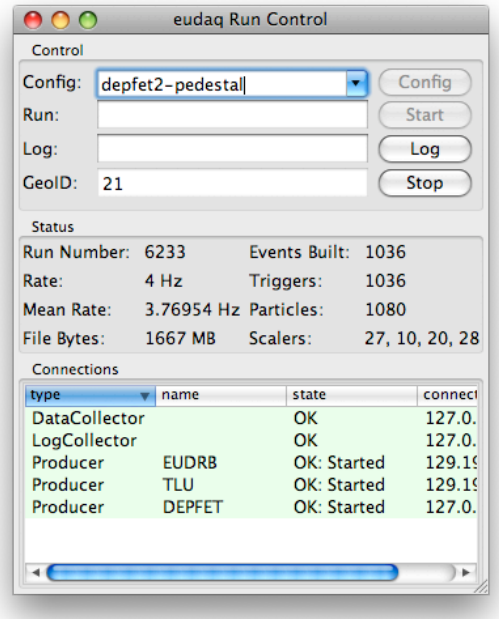 eudaq Run Control
Control
Config: depfet2-pedestal Config
Run: Start
Log: Log
GeoID: 21 Stop
Status
Run Number: 6233 Events Built: 1036
Rate: 4 Hz Triggers: 1036
Mean Rate: 3.76954 Hz Particles: 1080
File Bytes: 1667 MB Scalers: 27, 10, 20, 28
Connections
type name state connect
DataCollector OK 127.0.
LogCollector OK 127.0.
Producer EUDRB OK: Started 129.19
Producer TLU OK: Started 129.19
Producer DEPFET OK: Started 127.0.